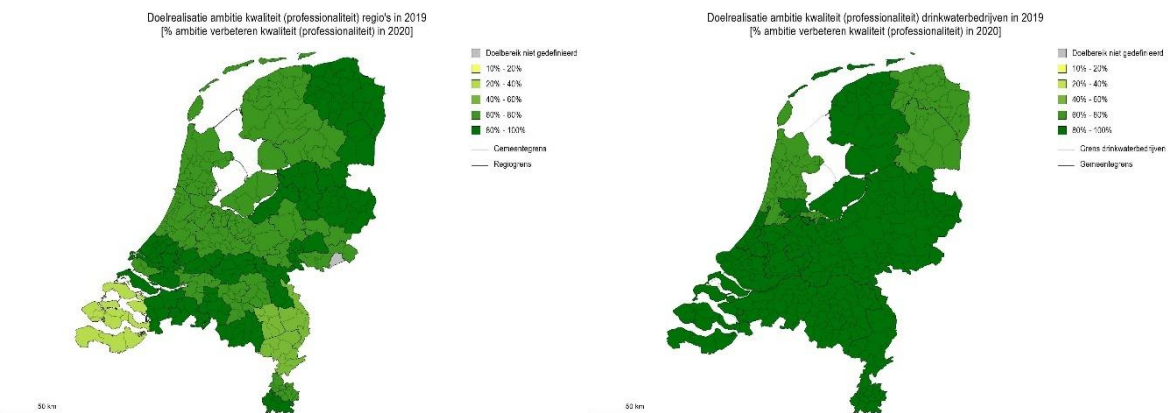 Doelrealisatie ambitie kwaliteit (professionaliteit) regio's in 2019
[% ambitie verbeteren kwaliteit (professionaliteit) in 2020]
Doelbereik niet gedefinieerd
10% - 20%
20% - 40%
40% - 60%
60% - 80%
80% - 100%
Gemeentegrens
Regiogrens
50 km
Doelrealisatie ambitie kwaliteit (professionaliteit) drinkwaterbedrijven in 2019
[% ambitie verbeteren kwaliteit (professionaliteit) in 2020]
Doelbereik niet gedefinieerd
10% - 20%
20% - 40%
40% - 60%
60% - 80%
80% - 100%
Grens drinkwaterbedrijven
Gemeentegrens
50 km